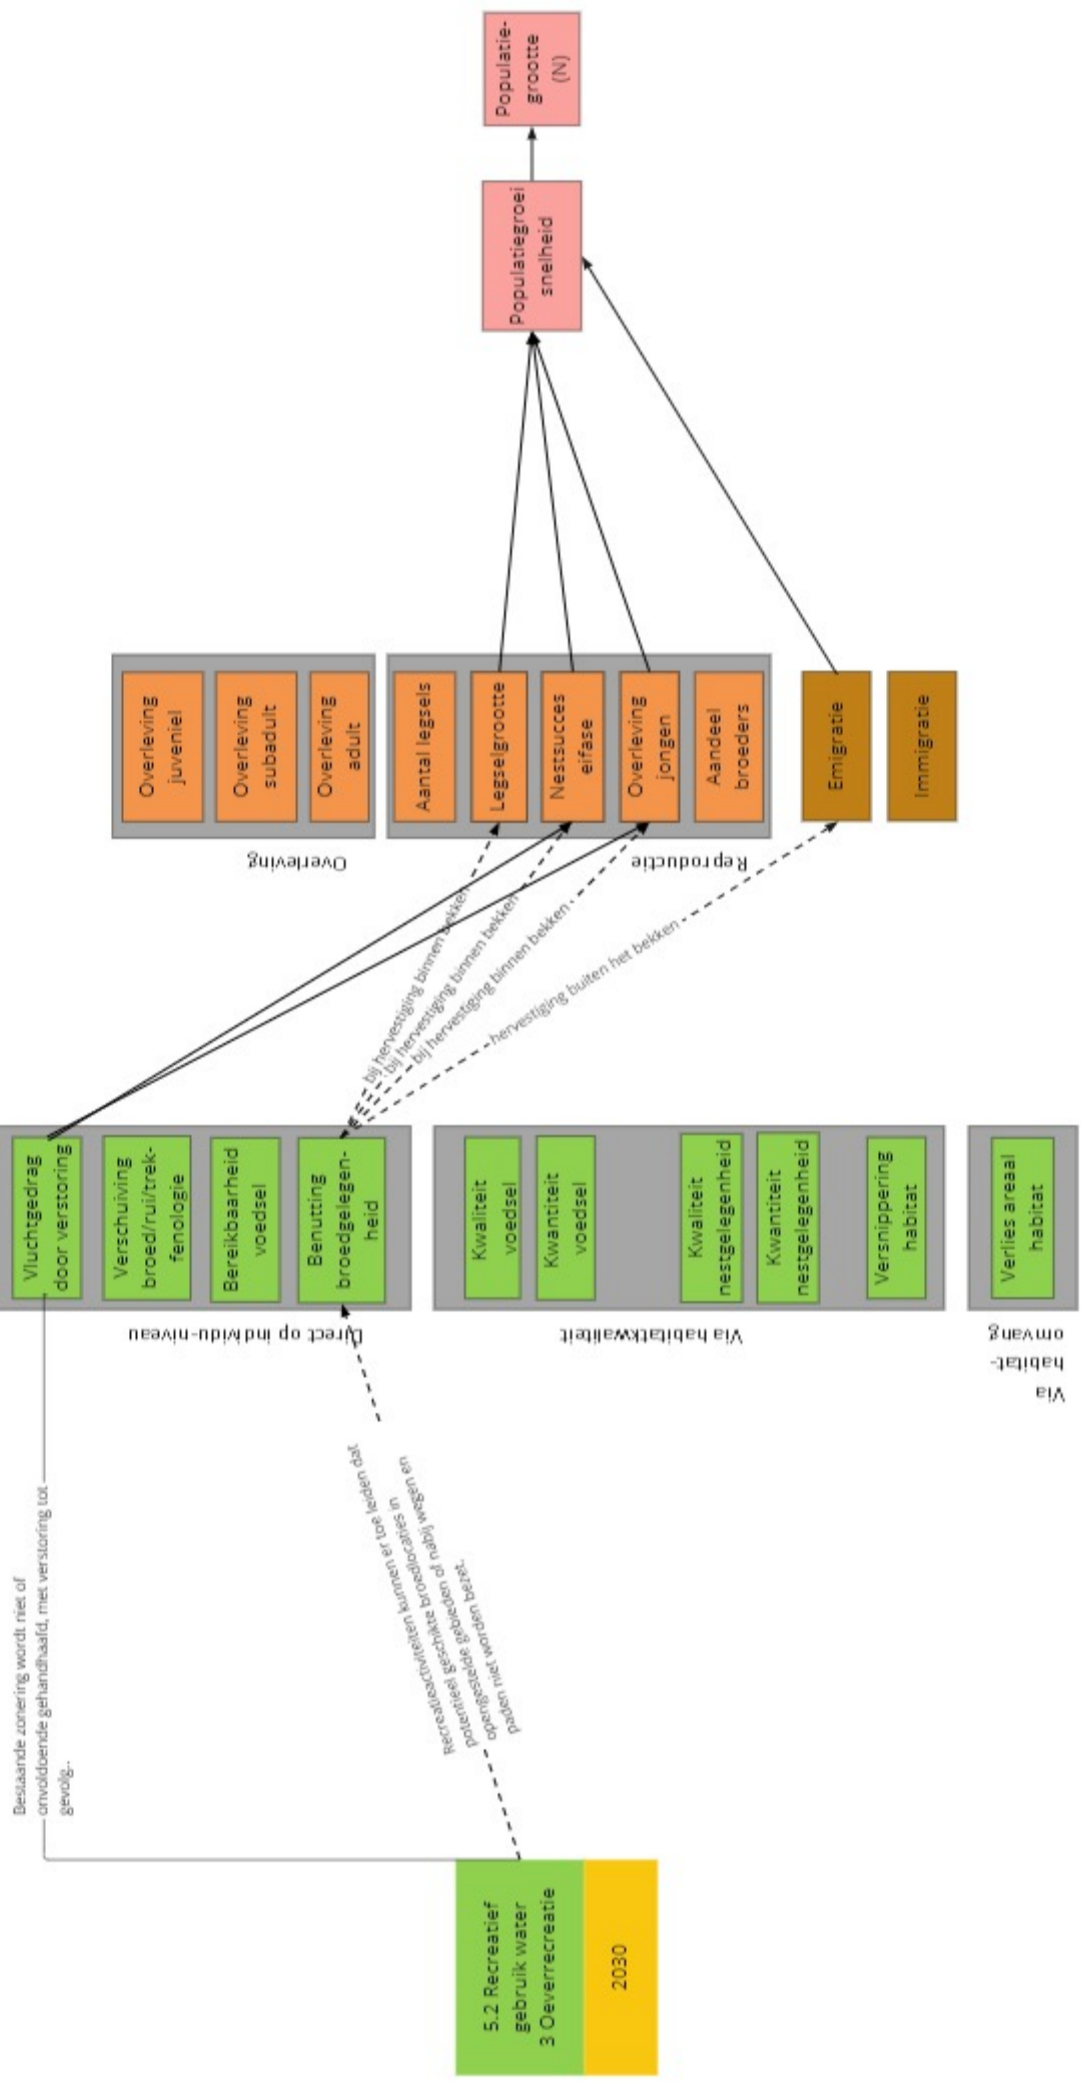 5.2 Recreatief
gebruik water
3 Oeverrecreatie
2030
Bestaande zonering wordt niet of
onvoldoende gehandhaafd, met verstoring tot
gevolg..
Recreatieactiviteiten kunnen er toe leiden dat
potentieel geschikte broedlocaties in
opengestelde gebieden of nabij wegen en
paden niet worden bezet.
Direct op individu-niveau
Vluchtgedrag
door verstoring
Verschuiving
broed/rui/trek-
fenologie
Bereikbaarheid
voedsel
Benutting
broedgelegen-
heid
Via habitatkwaliteit
Kwaliteit
voedsel
Kwantiteit
voedsel
Kwaliteit
nestgelegenheid
Kwantiteit
nestgelegenheid
Versnippering
habitat
Via
habitat-
omvang
Verlies areaal
habitat
bij hervestiging binnen bekken
bij hervestiging binnen bekken
bij hervestiging binnen bekken
hervestiging buiten het bekken
Overleving
Overleving
juveniel
Overleving
subadult
Overleving
adult
Reproductie
Aantal legsels
Legselgrootte
Nestsucces
eifase
Overleving
jongen
Aandeel
broeders
Emigratie
Immigratie
Populatiegroei
snelheid
Populatie-
grootte
(N)